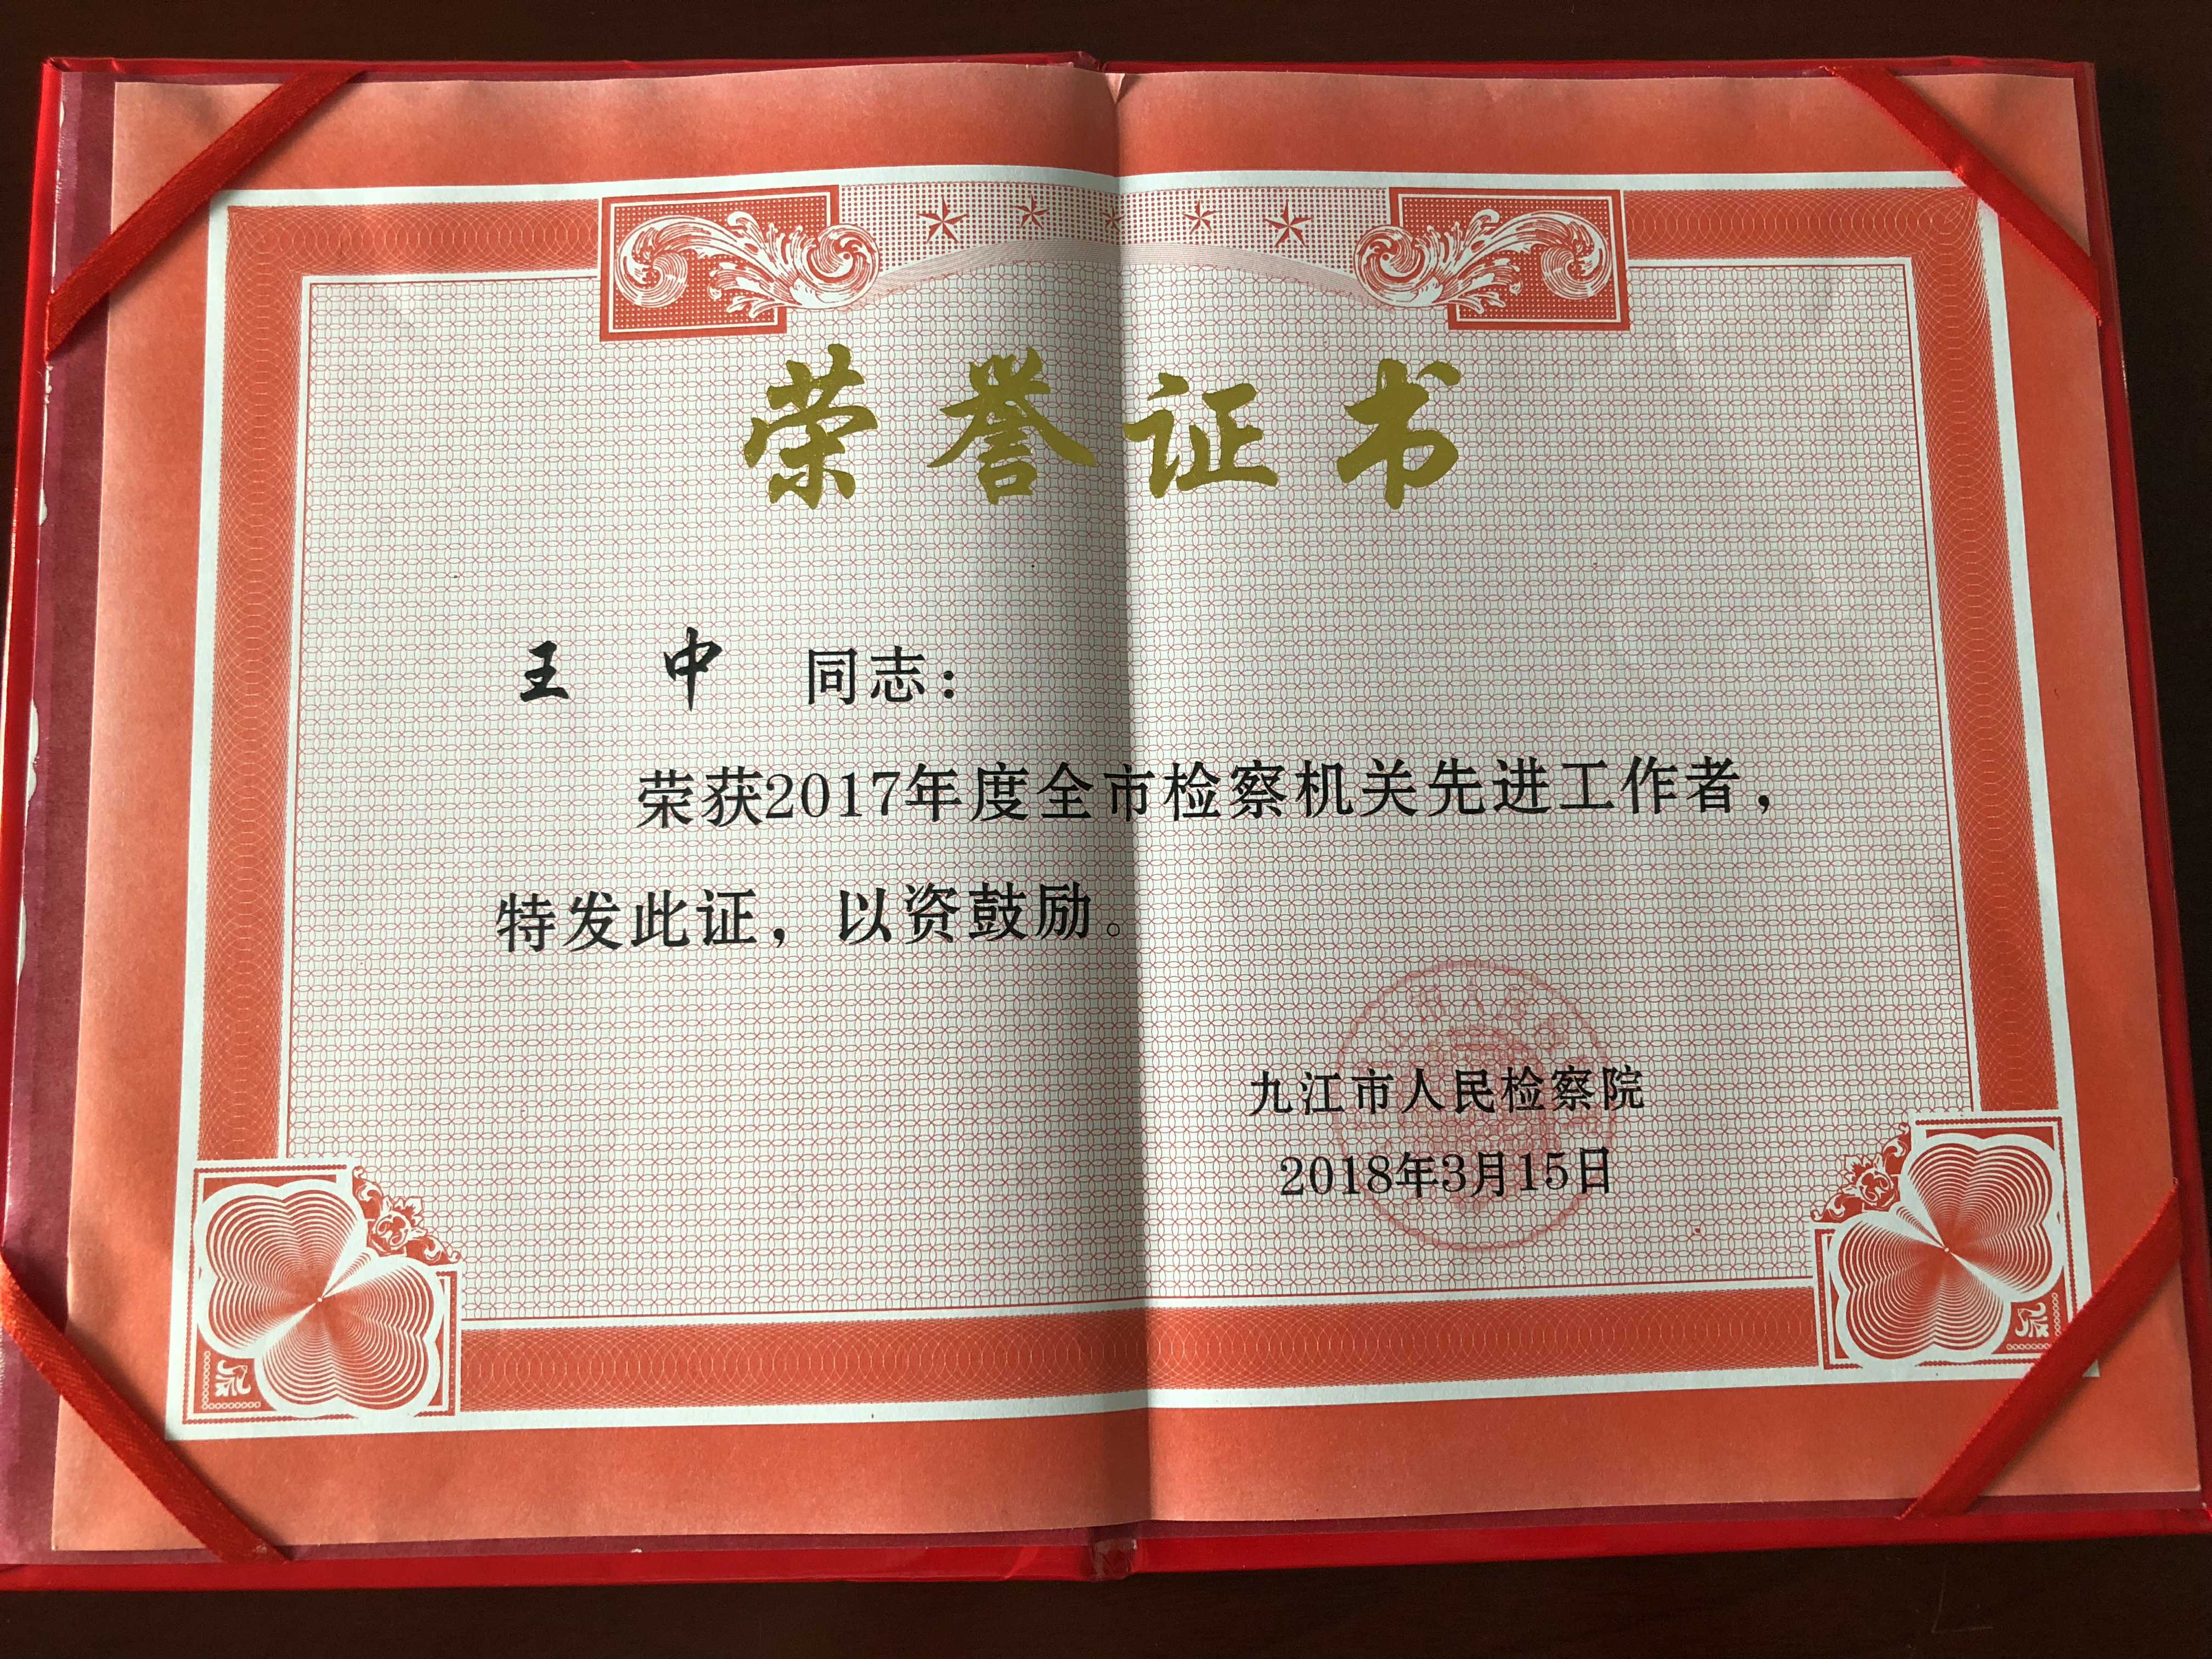 荣誉证书
王 中 同志：
荣获2017年度全市检察机关先进工作者，
特发此证，以资鼓励。
九江市人民检察院
2018年3月15日